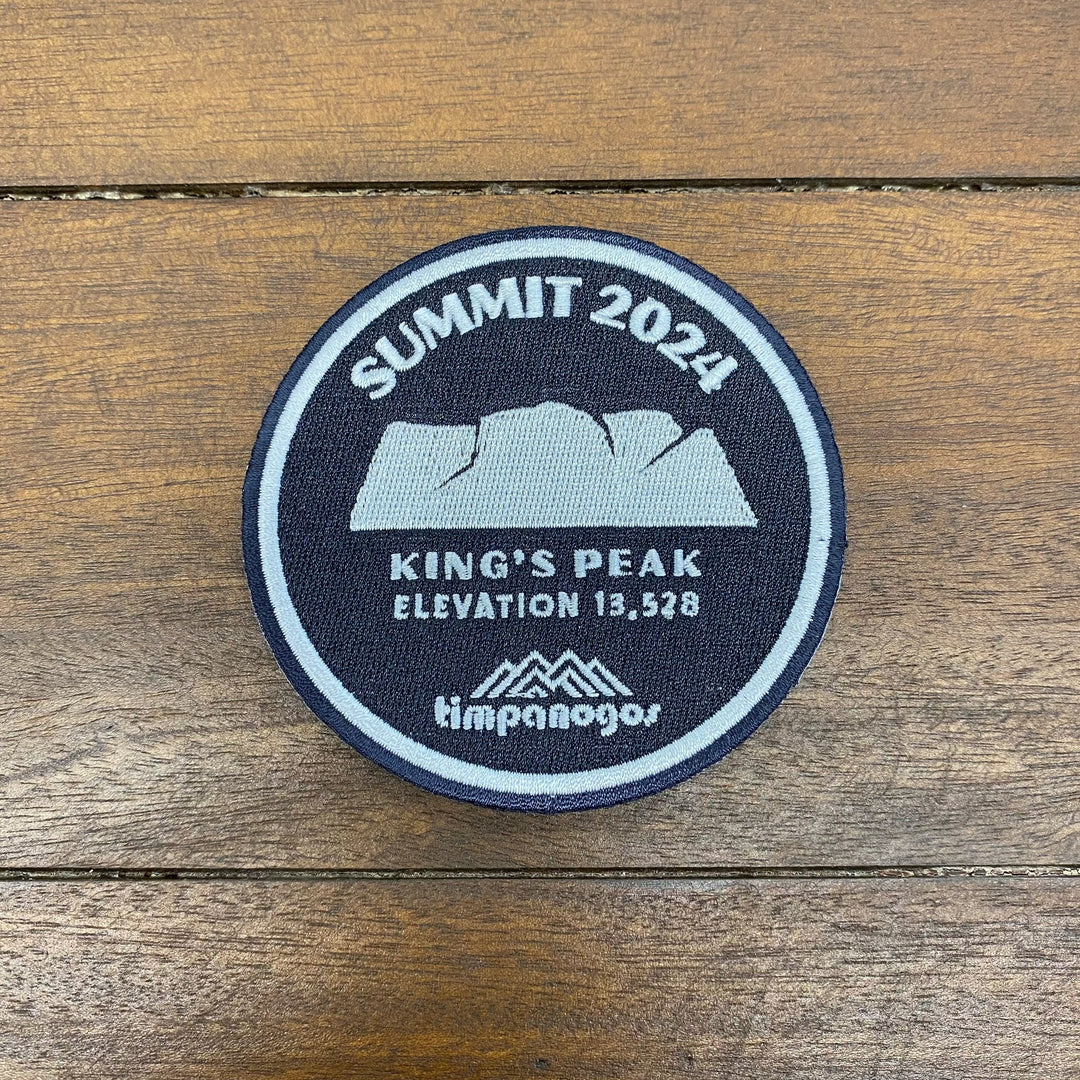 SUMMIT 2024
KING'S PEAK
ELEVATION 13,528
timpanogos